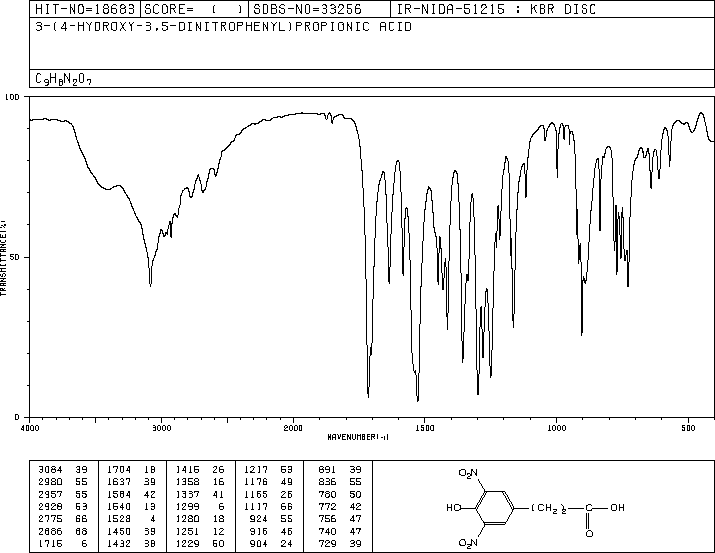 HIT-NO=18683 SCORE= ( ) SDBS-NO=33256 IR-NIDA-51215 : KBR DISC
3-(4-HYDROXY-3,5-DINITROPHENYL)PROPIONIC ACID
C9H8N2O7
100
TRANSMITTANCE(%)
50
0
4000 3000 2000 1500 1000 500
WAVENUMBER(-1)
3084 39 1704 18 1416 26 1217 53 891 39
2980 55 1637 39 1358 16 1176 49 836 55
2957 55 1584 42 1337 41 1165 26 780 50
2928 53 1540 13 1299 6 1117 66 772 42
2775 66 1528 4 1280 18 924 55 756 47
2686 66 1450 39 1251 12 916 46 740 47
1716 6 1432 38 1229 50 904 24 729 39
O2N
HO (CH2)2 C OH
O
O2N